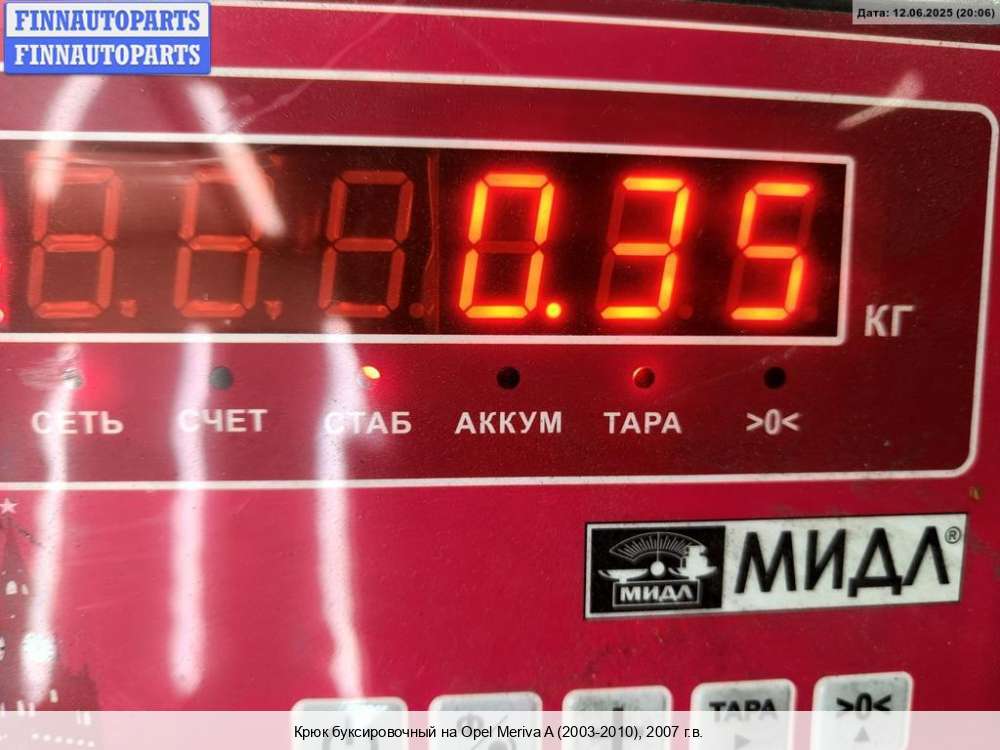 FINNAUTOPARTS
FINNAUTOPARTS
Дата: 12.06.2025 (20:06)
0.35
КГ
СЕТЬ СЧЕТ СТАБ АККУМ ТАРА >0<
МИДЛ МИДЛ®
ТАРА >0<
Крюк буксировочный на Opel Meriva A (2003-2010), 2007 г.в.